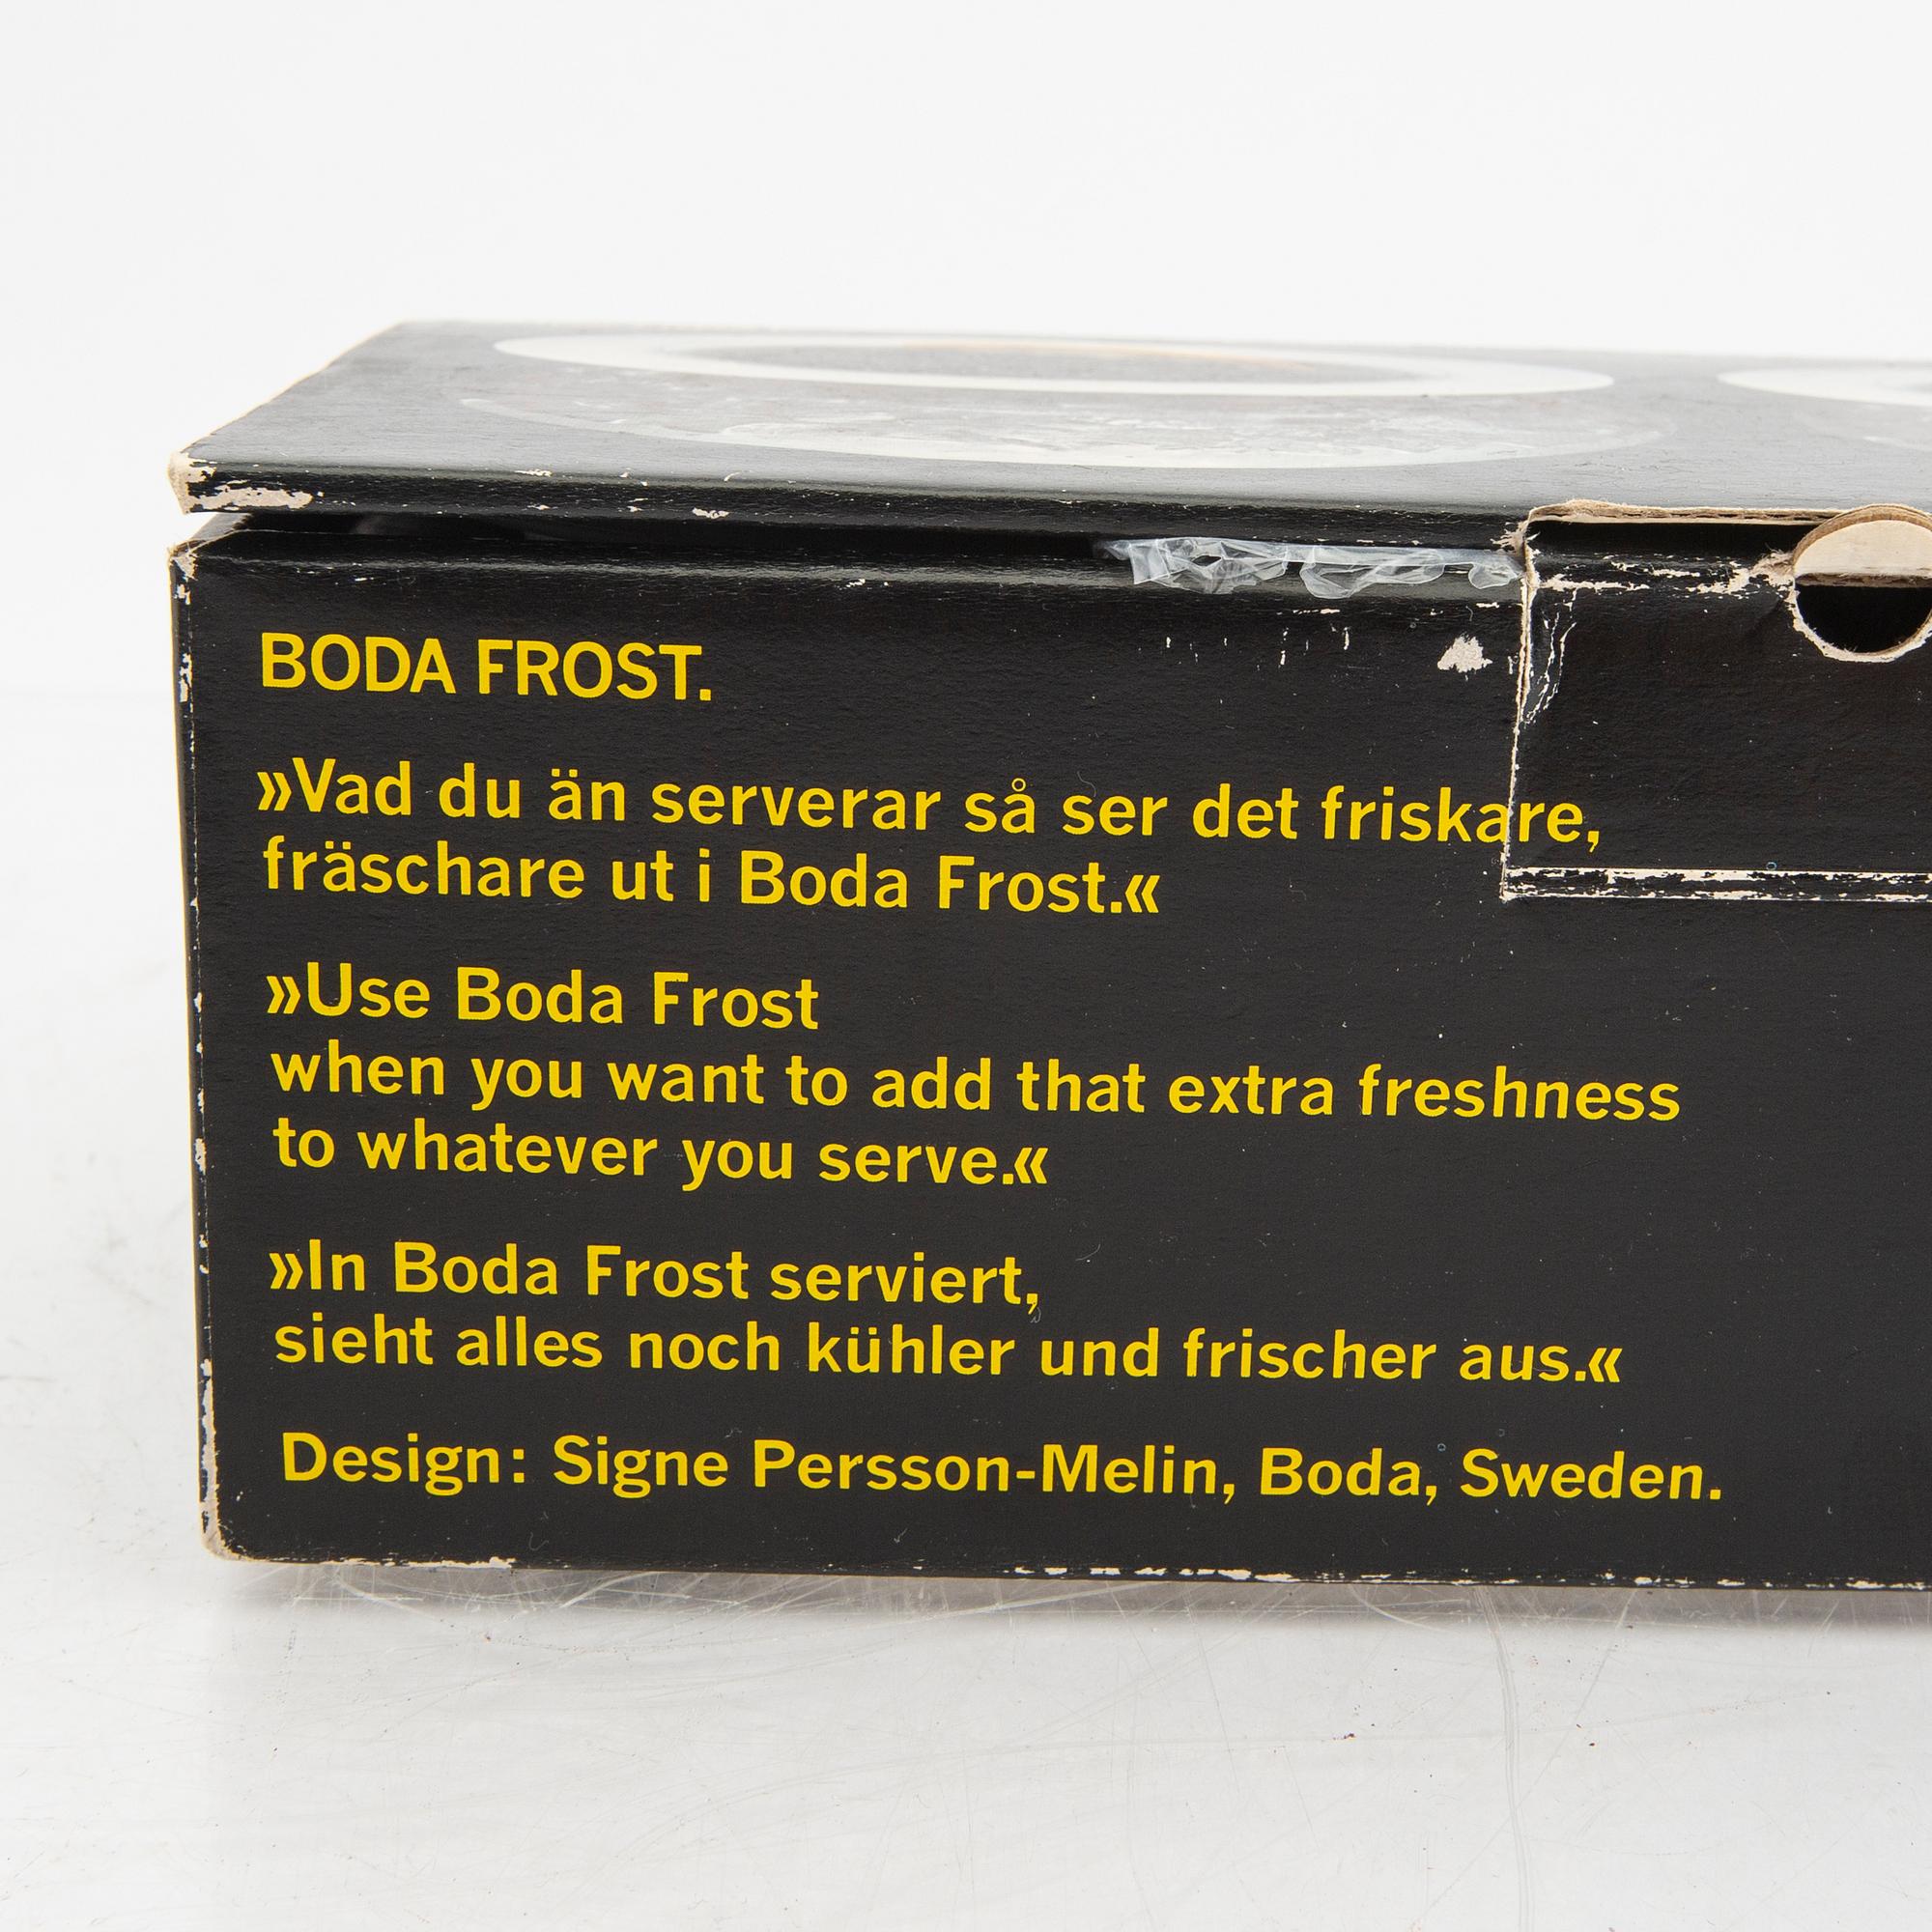 BODA FROST.
»Vad du än serverar så ser det friskare,
fräschare ut i Boda Frost.«
»Use Boda Frost
when you want to add that extra freshness
to whatever you serve.«
»In Boda Frost serviert,
sieht alles noch kühler und frischer aus.«
Design: Signe Persson-Melin, Boda, Sweden.